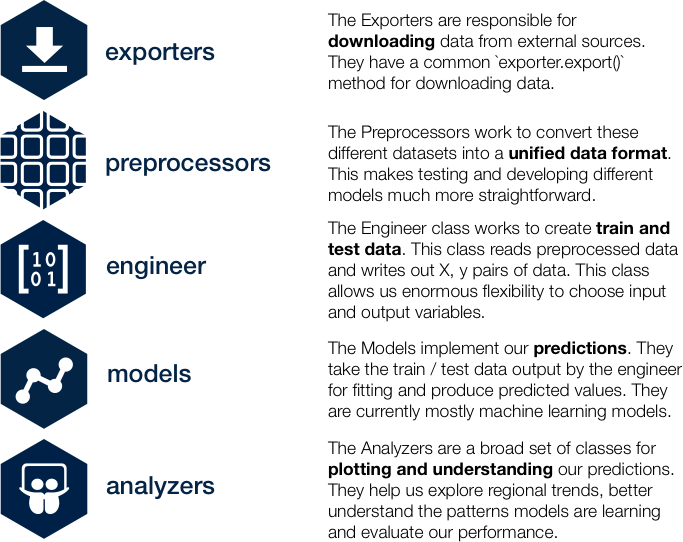 exporters
The Exporters are responsible for
downloading data from external sources.
They have a common `exporter.export()`
method for downloading data.
preprocessors
The Preprocessors work to convert these
different datasets into a unified data format.
This makes testing and developing different
models much more straightforward.
10
01
engineer
The Engineer class works to create train and
test data. This class reads preprocessed data
and writes out X, y pairs of data. This class
allows us enormous flexibility to choose input
and output variables.
models
The Models implement our predictions. They
take the train / test data output by the engineer
for fitting and produce predicted values. They
are currently mostly machine learning models.
analyzers
The Analyzers are a broad set of classes for
plotting and understanding our predictions.
They help us explore regional trends, better
understand the patterns models are learning
and evaluate our performance.